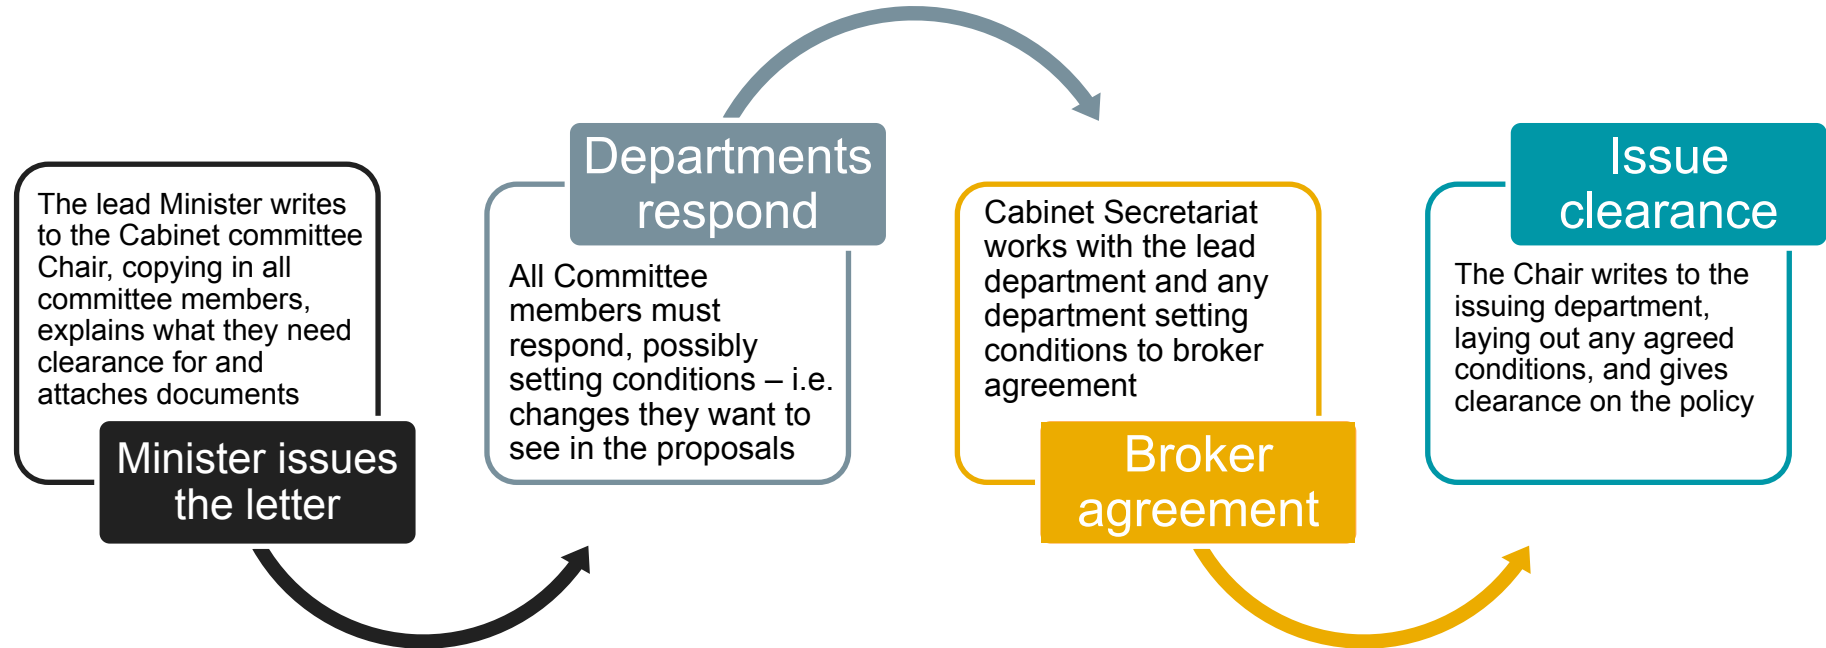 The lead Minister writes
to the Cabinet committee
Chair, copying in all
committee members,
explains what they need
clearance for and
attaches documents
Minister issues
the letter
Departments
respond
All Committee
members must
respond, possibly
setting conditions – i.e.
changes they want to
see in the proposals
Cabinet Secretariat
works with the lead
department and any
department setting
conditions to broker
agreement
Broker
agreement
Issue
clearance
The Chair writes to the
issuing department,
laying out any agreed
conditions, and gives
clearance on the policy